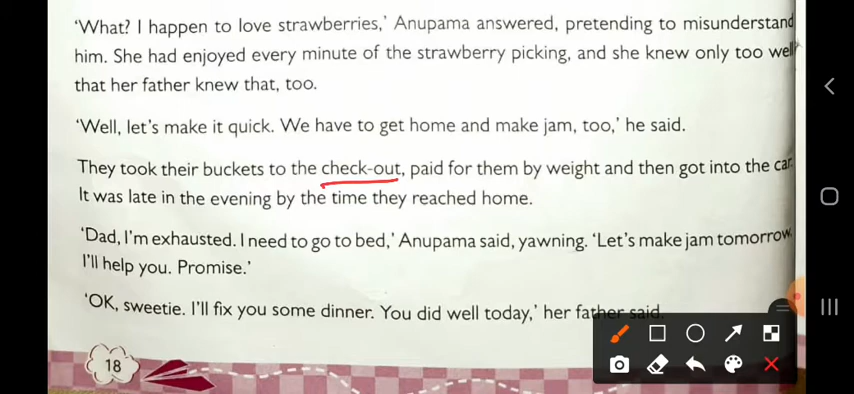 ‘What? I happen to love strawberries,’ Anupama answered, pretending to misunderstand
him. She had enjoyed every minute of the strawberry picking, and she knew only too well
that her father knew that, too.
‘Well, let’s make it quick. We have to get home and make jam, too,’ he said.
They took their buckets to the check-out, paid for them by weight and then got into the car.
It was late in the evening by the time they reached home.
‘Dad, I’m exhausted. I need to go to bed,’ Anupama said, yawning. ‘Let’s make jam tomorrow.
I’ll help you. Promise.’
‘OK, sweetie. I’ll fix you some dinner. You did well today,’ her father said.
18